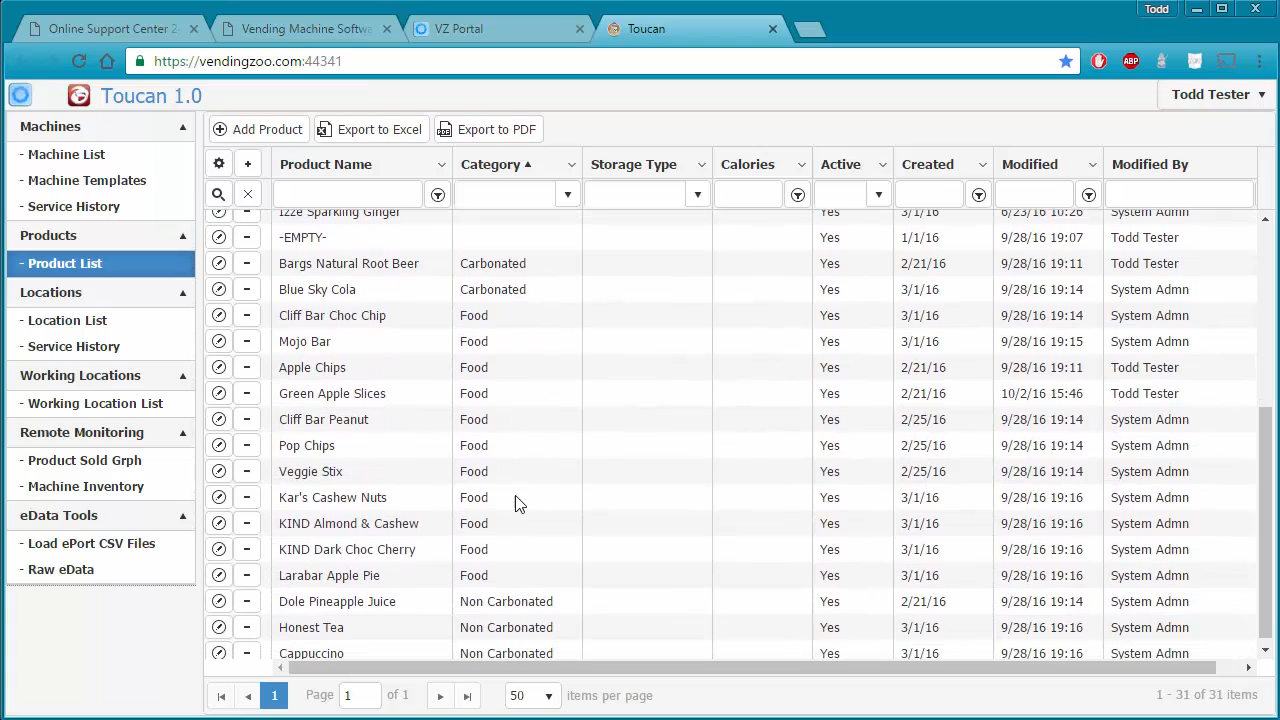 Todd
Online Support Center 2
Vending Machine Softwe
VZ Portal
Toucan
https://vendingzoo.com:44341
ABP
Toucan 1.0
Todd Tester
Machines
- Machine List
- Machine Templates
- Service History
Products
- Product List
Locations
- Location List
- Service History
Working Locations
- Working Location List
Remote Monitoring
- Product Sold Grph
- Machine Inventory
eData Tools
- Load ePort CSV Files
- Raw eData
Add Product Export to Excel Export to PDF
Product Name Category Storage Type Calories Active Created Modified Modified By
Izze Sparkling Ginger Yes 3/1/16 6/23/16 10:26 System Admn
-EMPTY- Yes 1/1/16 9/28/16 19:07 Todd Tester
Bargs Natural Root Beer Carbonated Yes 2/21/16 9/28/16 19:11 Todd Tester
Blue Sky Cola Carbonated Yes 3/1/16 9/28/16 19:14 System Admn
Cliff Bar Choc Chip Food Yes 3/1/16 9/28/16 19:14 System Admn
Mojo Bar Food Yes 3/1/16 9/28/16 19:15 System Admn
Apple Chips Food Yes 2/21/16 9/28/16 19:11 Todd Tester
Green Apple Slices Food Yes 2/21/16 10/2/16 15:46 Todd Tester
Cliff Bar Peanut Food Yes 2/25/16 9/28/16 19:14 System Admn
Pop Chips Food Yes 2/25/16 9/28/16 19:14 System Admn
Veggie Stix Food Yes 2/25/16 9/28/16 19:14 System Admn
Kar's Cashew Nuts Food Yes 3/1/16 9/28/16 19:16 System Admn
KIND Almond & Cashew Food Yes 3/1/16 9/28/16 19:16 System Admn
KIND Dark Choc Cherry Food Yes 3/1/16 9/28/16 19:16 System Admn
Larabar Apple Pie Food Yes 3/1/16 9/28/16 19:16 System Admn
Dole Pineapple Juice Non Carbonated Yes 2/21/16 9/28/16 19:14 System Admn
Honest Tea Non Carbonated Yes 3/1/16 9/28/16 19:16 System Admn
Cappuccino Non Carbonated Yes 3/1/16 9/28/16 19:16 System Admn
1 Page 1 of 1 50 items per page 1 - 31 of 31 items